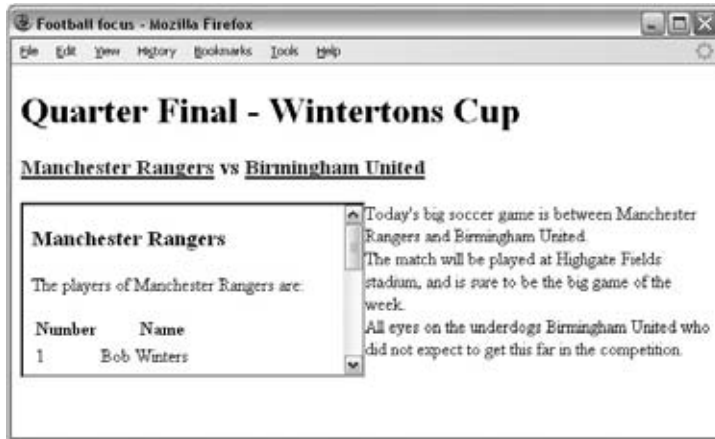 Football focus - Mozilla Firefox
File Edit View History Bookmarks Tools Help
Quarter Final - Wintertons Cup
Manchester Rangers vs Birmingham United
Manchester Rangers
The players of Manchester Rangers are:
Number Name
1 Bob Winters
Today's big soccer game is between Manchester
Rangers and Birmingham United.
The match will be played at Highgate Fields
stadium, and is sure to be the big game of the
week.
All eyes on the underdogs Birmingham United who
did not expect to get this far in the competition.